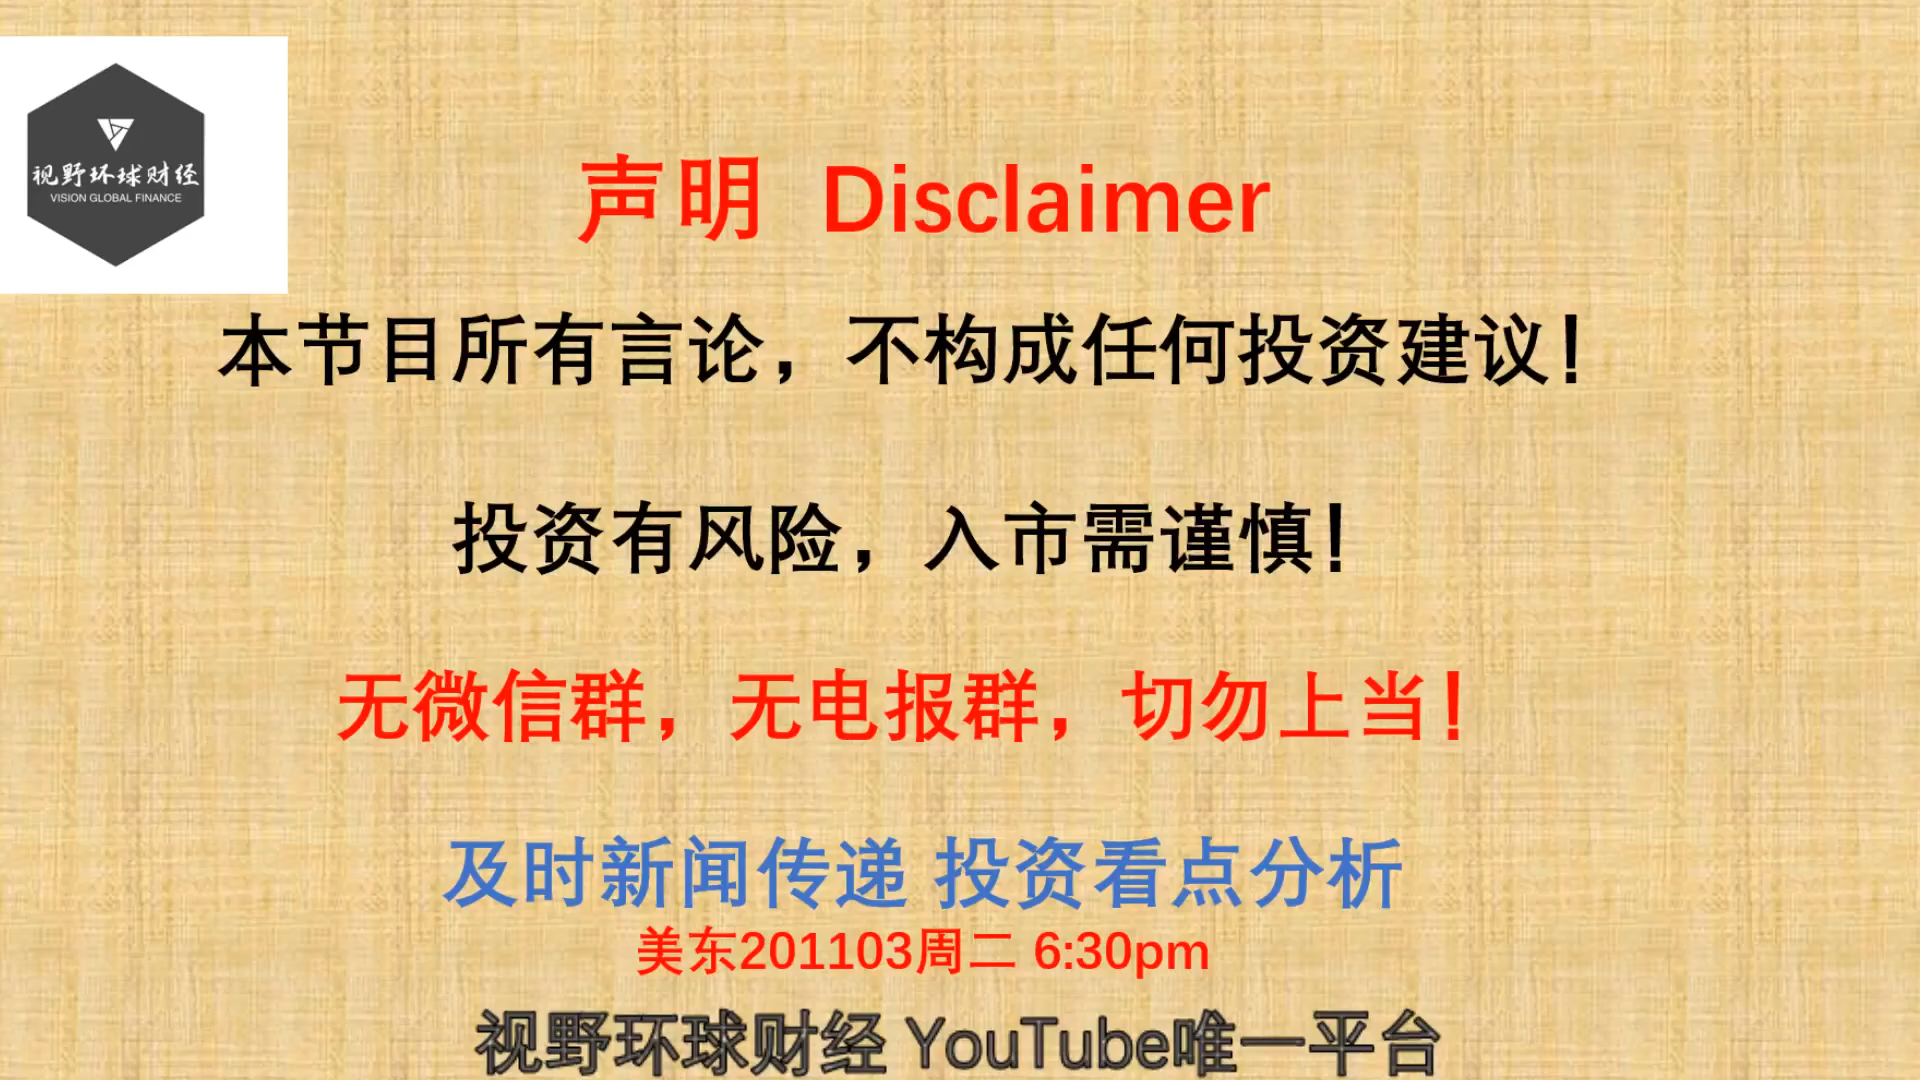 视野环球财经
VISION GLOBAL FINANCE
声明 Disclaimer
本节目所有言论，不构成任何投资建议！
投资有风险，入市需谨慎！
无微信群，无电报群，切勿上当！
及时新闻传递 投资看点分析
美东201103周二 6:30pm
视野环球财经 YouTube唯一平台